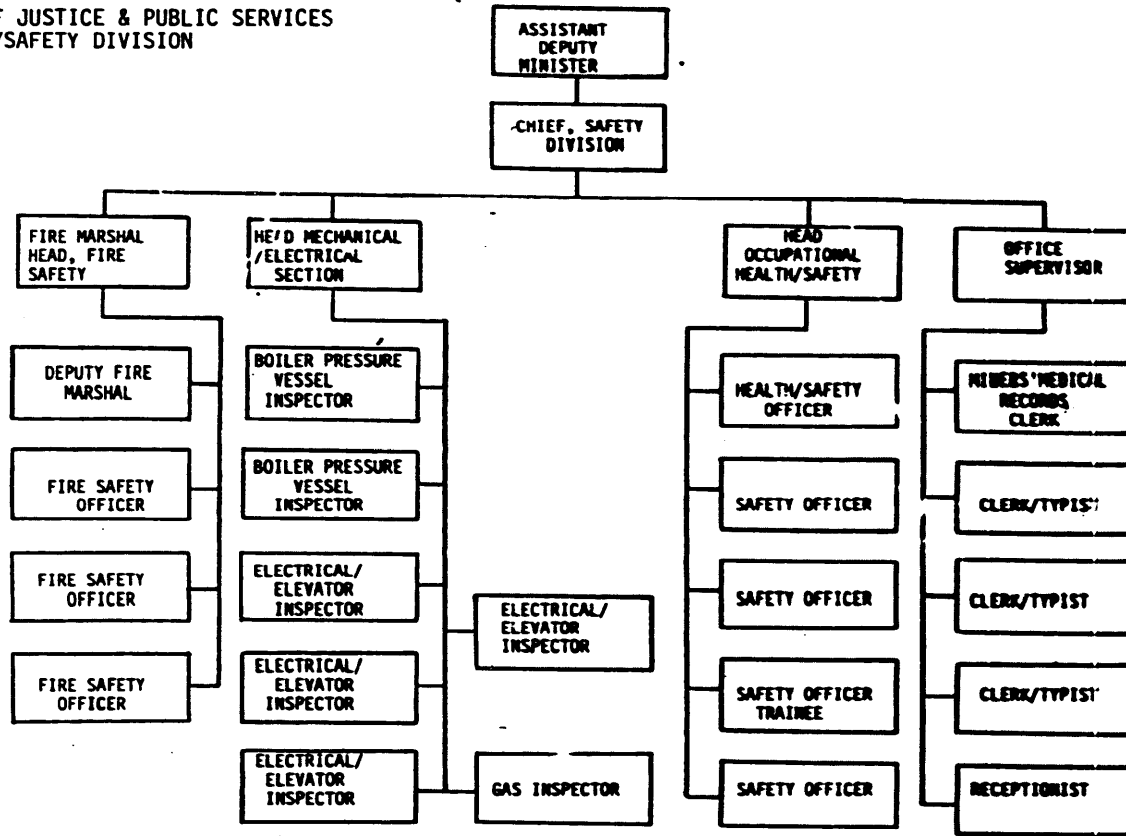 JUSTICE & PUBLIC SERVICES
/SAFETY DIVISION
ASSISTANT
DEPUTY
MINISTER
CHIEF, SAFETY
DIVISION
FIRE MARSHAL
HEAD, FIRE
SAFETY
HEAD MECHANICAL
/ELECTRICAL
SECTION
HEAD
OCCUPATIONAL
HEALTH/SAFETY
OFFICE
SUPERVISOR
DEPUTY FIRE
MARSHAL
FIRE SAFETY
OFFICER
FIRE SAFETY
OFFICER
FIRE SAFETY
OFFICER
BOILER PRESSURE
VESSEL
INSPECTOR
BOILER PRESSURE
VESSEL
INSPECTOR
ELECTRICAL/
ELEVATOR
INSPECTOR
ELECTRICAL/
ELEVATOR
INSPECTOR
ELECTRICAL/
ELEVATOR
INSPECTOR
ELECTRICAL/
ELEVATOR
INSPECTOR
GAS INSPECTOR
HEALTH/SAFETY
OFFICER
SAFETY OFFICER
SAFETY OFFICER
SAFETY OFFICER
TRAINEE
SAFETY OFFICER
MINERS' MEDICAL
RECORDS
CLERK
CLERK/TYPIST
CLERK/TYPIST
CLERK/TYPIST
RECEPTIONIST